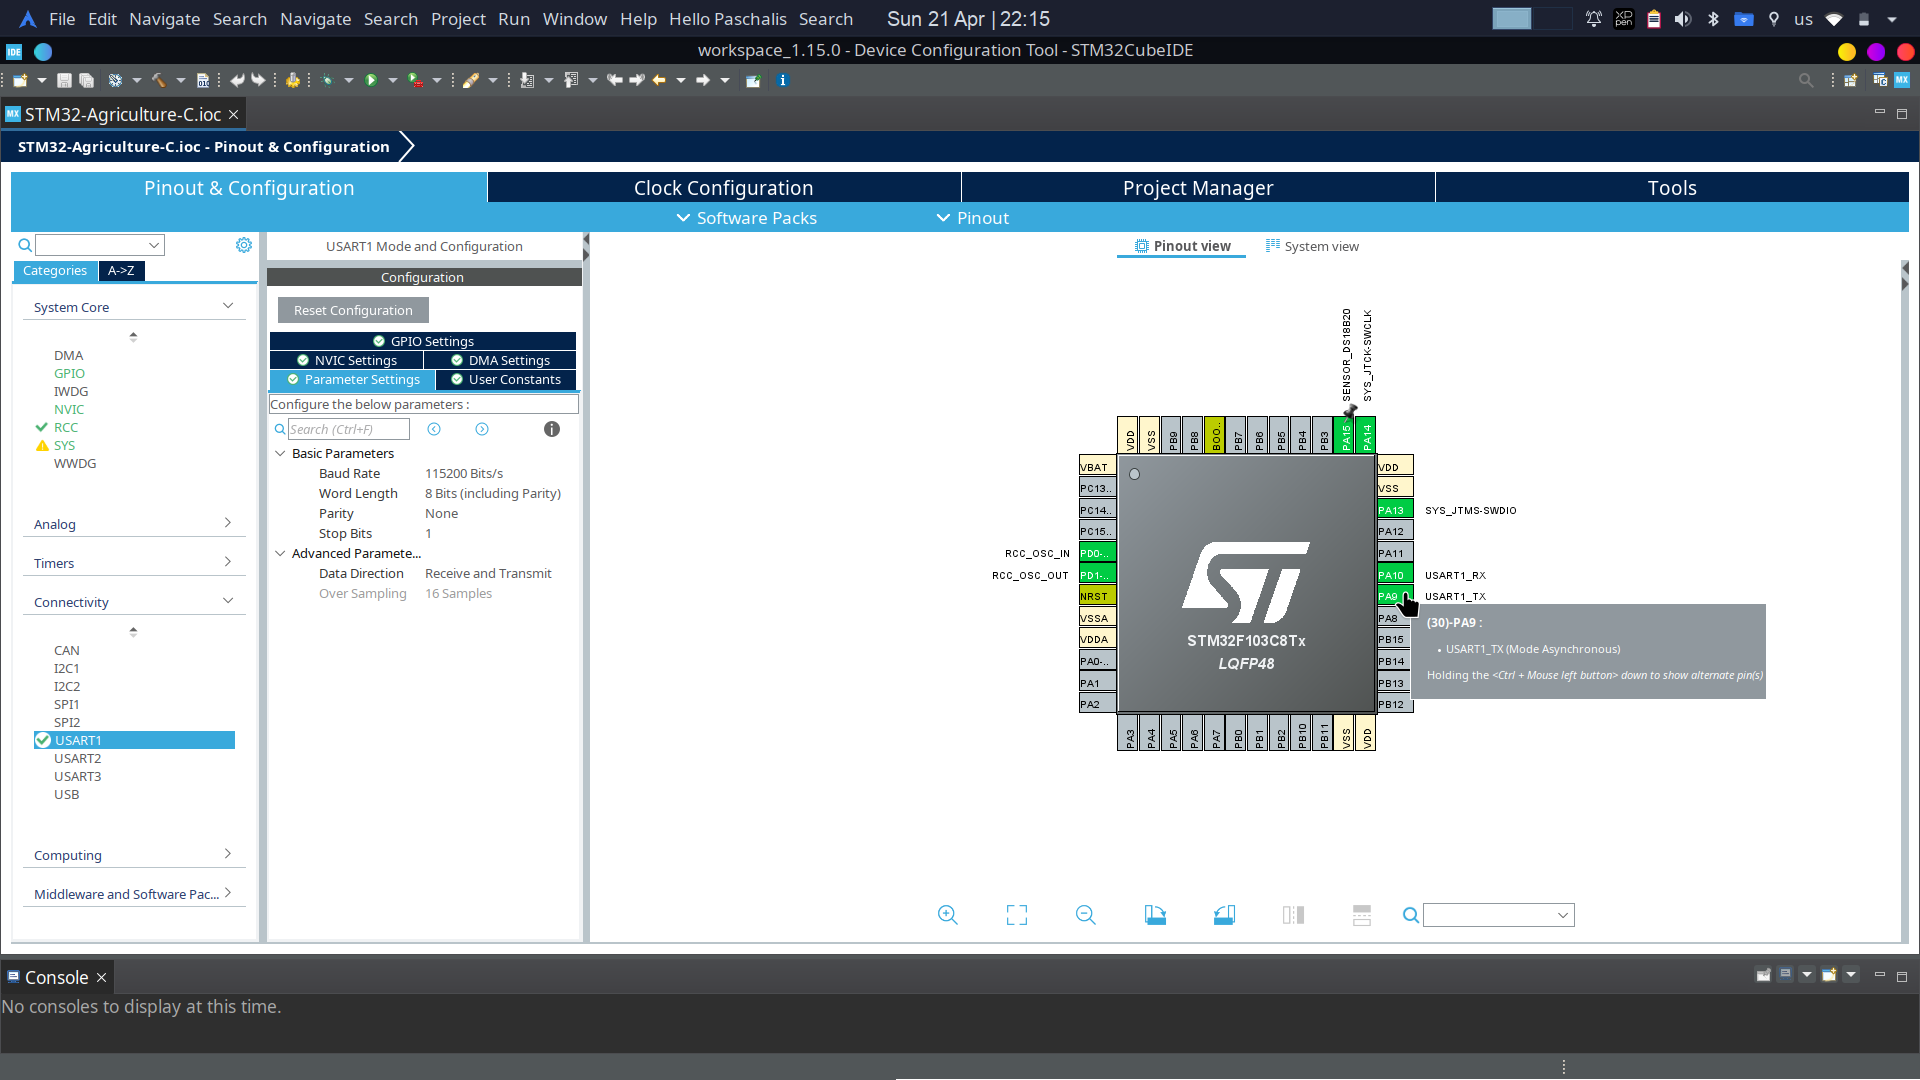 File Edit Navigate Search Navigate Search Project Run Window Help Hello Paschalis Search
Sun 21 Apr | 22:15
us
IDE
workspace_1.15.0 - Device Configuration Tool - STM32CubeIDE
MX
MX STM32-Agriculture-C.ioc
STM32-Agriculture-C.ioc - Pinout & Configuration
Pinout & Configuration
Clock Configuration
Project Manager
Tools
Software Packs
Pinout
Categories
A->Z
System Core
DMA
GPIO
IWDG
NVIC
RCC
SYS
WWDG
Analog
Timers
Connectivity
CAN
I2C1
I2C2
SPI1
SPI2
USART1
USART2
USART3
USB
Computing
Middleware and Software Pac...
USART1 Mode and Configuration
Configuration
Reset Configuration
GPIO Settings
NVIC Settings
DMA Settings
Parameter Settings
User Constants
Configure the below parameters :
Search (Ctrl+F)
Basic Parameters
Baud Rate 115200 Bits/s
Word Length 8 Bits (including Parity)
Parity None
Stop Bits 1
Advanced Paramete...
Data Direction Receive and Transmit
Over Sampling 16 Samples
Pinout view
System view
SENSOR_DS18B20
SYS_JTCK-SWCLK
VDD
VSS
PB9
PB8
BOO..
PB7
PB6
PB5
PB4
PB3
PA15
PA14
VBAT
PC13..
PC14..
PC15..
RCC_OSC_IN PD0-..
RCC_OSC_OUT PD1-..
NRST
VSSA
VDDA
PA0-..
PA1
PA2
STM32F103C8Tx
LQFP48
VDD
VSS
PA13 SYS_JTMS-SWDIO
PA12
PA11
PA10 USART1_RX
PA9 USART1_TX
PA8
PB15
PB14
PB13
PB12
(30)-PA9 :
• USART1_TX (Mode Asynchronous)
Holding the <Ctrl + Mouse left button> down to show alternate pin(s)
PA3
PA4
PA5
PA6
PA7
PB0
PB1
PB2
PB10
PB11
VSS
VDD
Console
No consoles to display at this time.